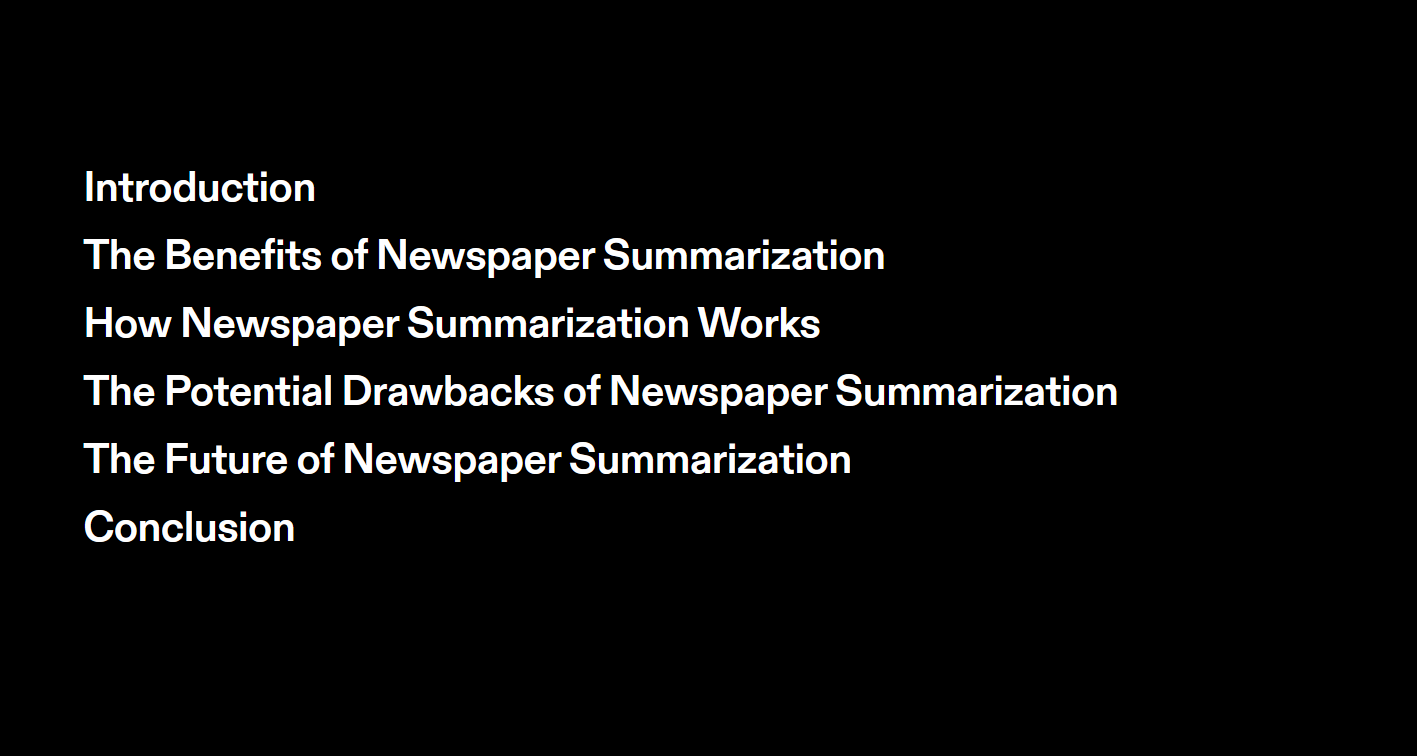 Introduction
The Benefits of Newspaper Summarization
How Newspaper Summarization Works
The Potential Drawbacks of Newspaper Summarization
The Future of Newspaper Summarization
Conclusion